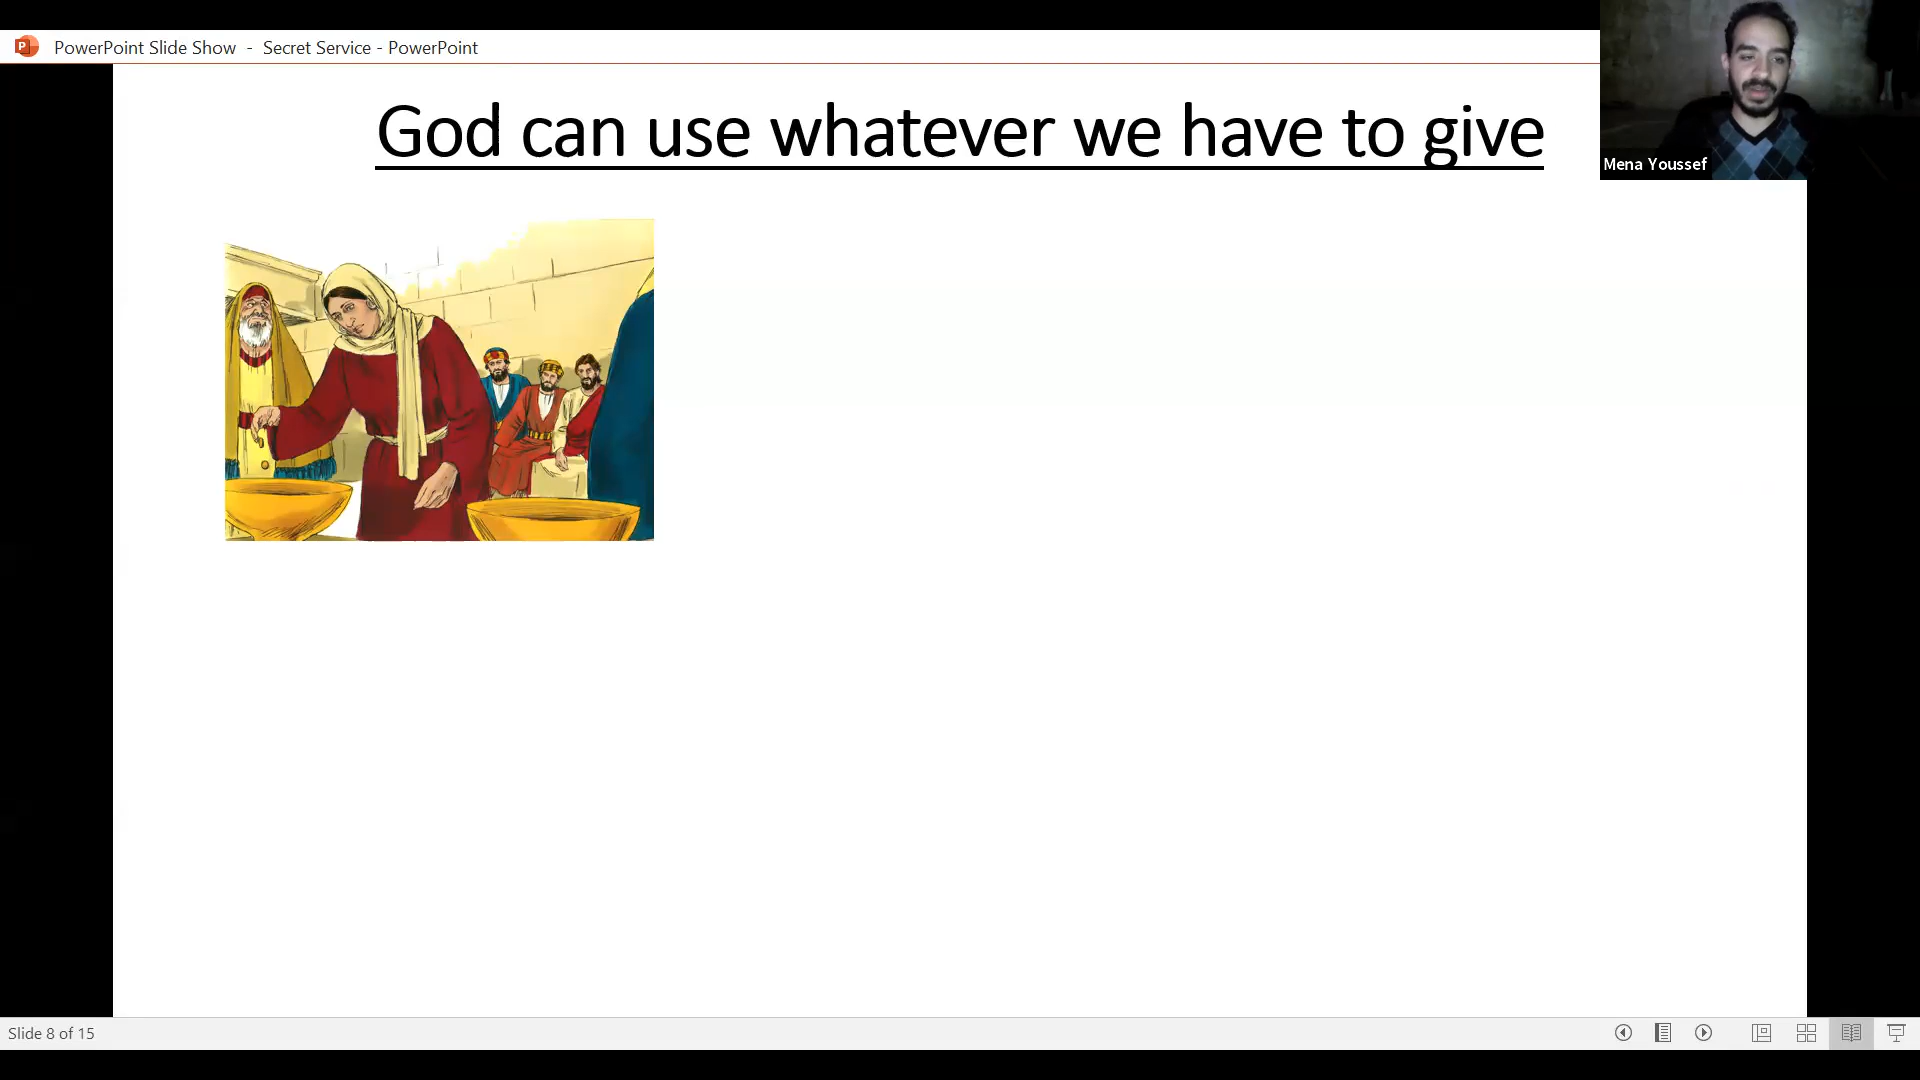 PowerPoint Slide Show - Secret Service - PowerPoint
God can use whatever we have to give
Mena Youssef
Slide 8 of 15